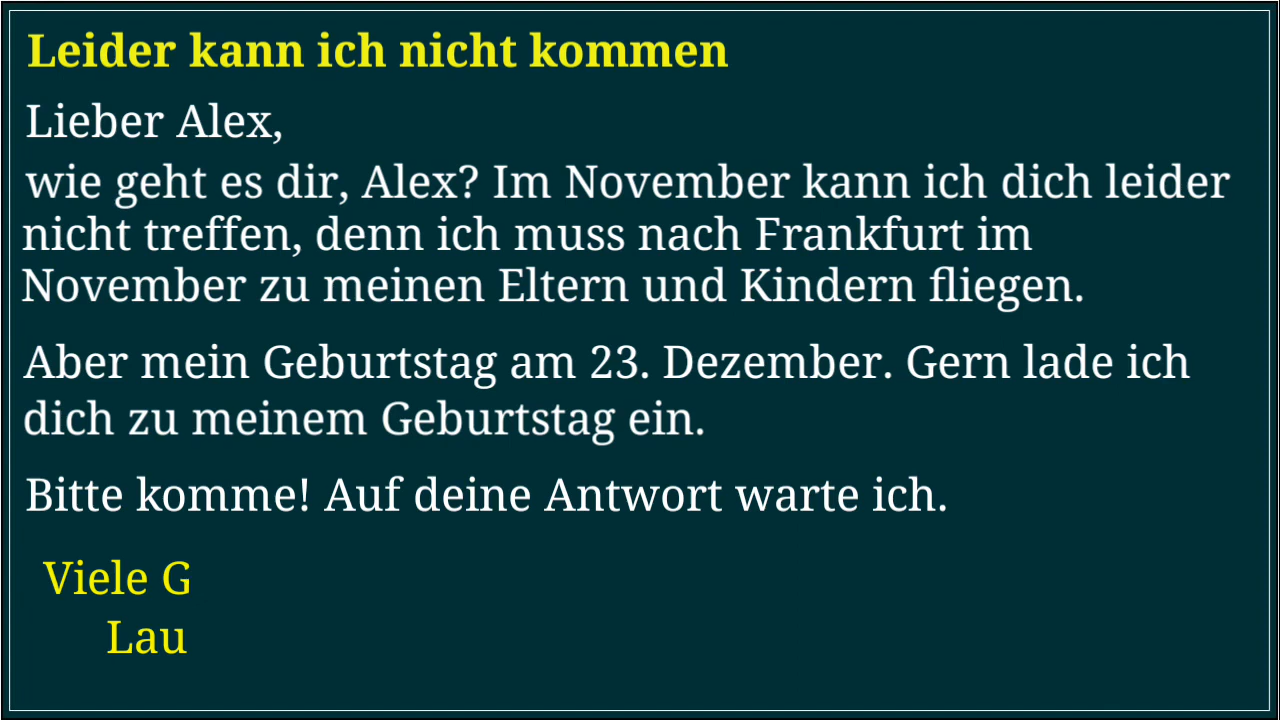 Leider kann ich nicht kommen
Lieber Alex,
wie geht es dir, Alex? Im November kann ich dich leider
nicht treffen, denn ich muss nach Frankfurt im
November zu meinen Eltern und Kindern fliegen.
Aber mein Geburtstag am 23. Dezember. Gern lade ich
dich zu meinem Geburtstag ein.
Bitte komme! Auf deine Antwort warte ich.
Viele G
Lau